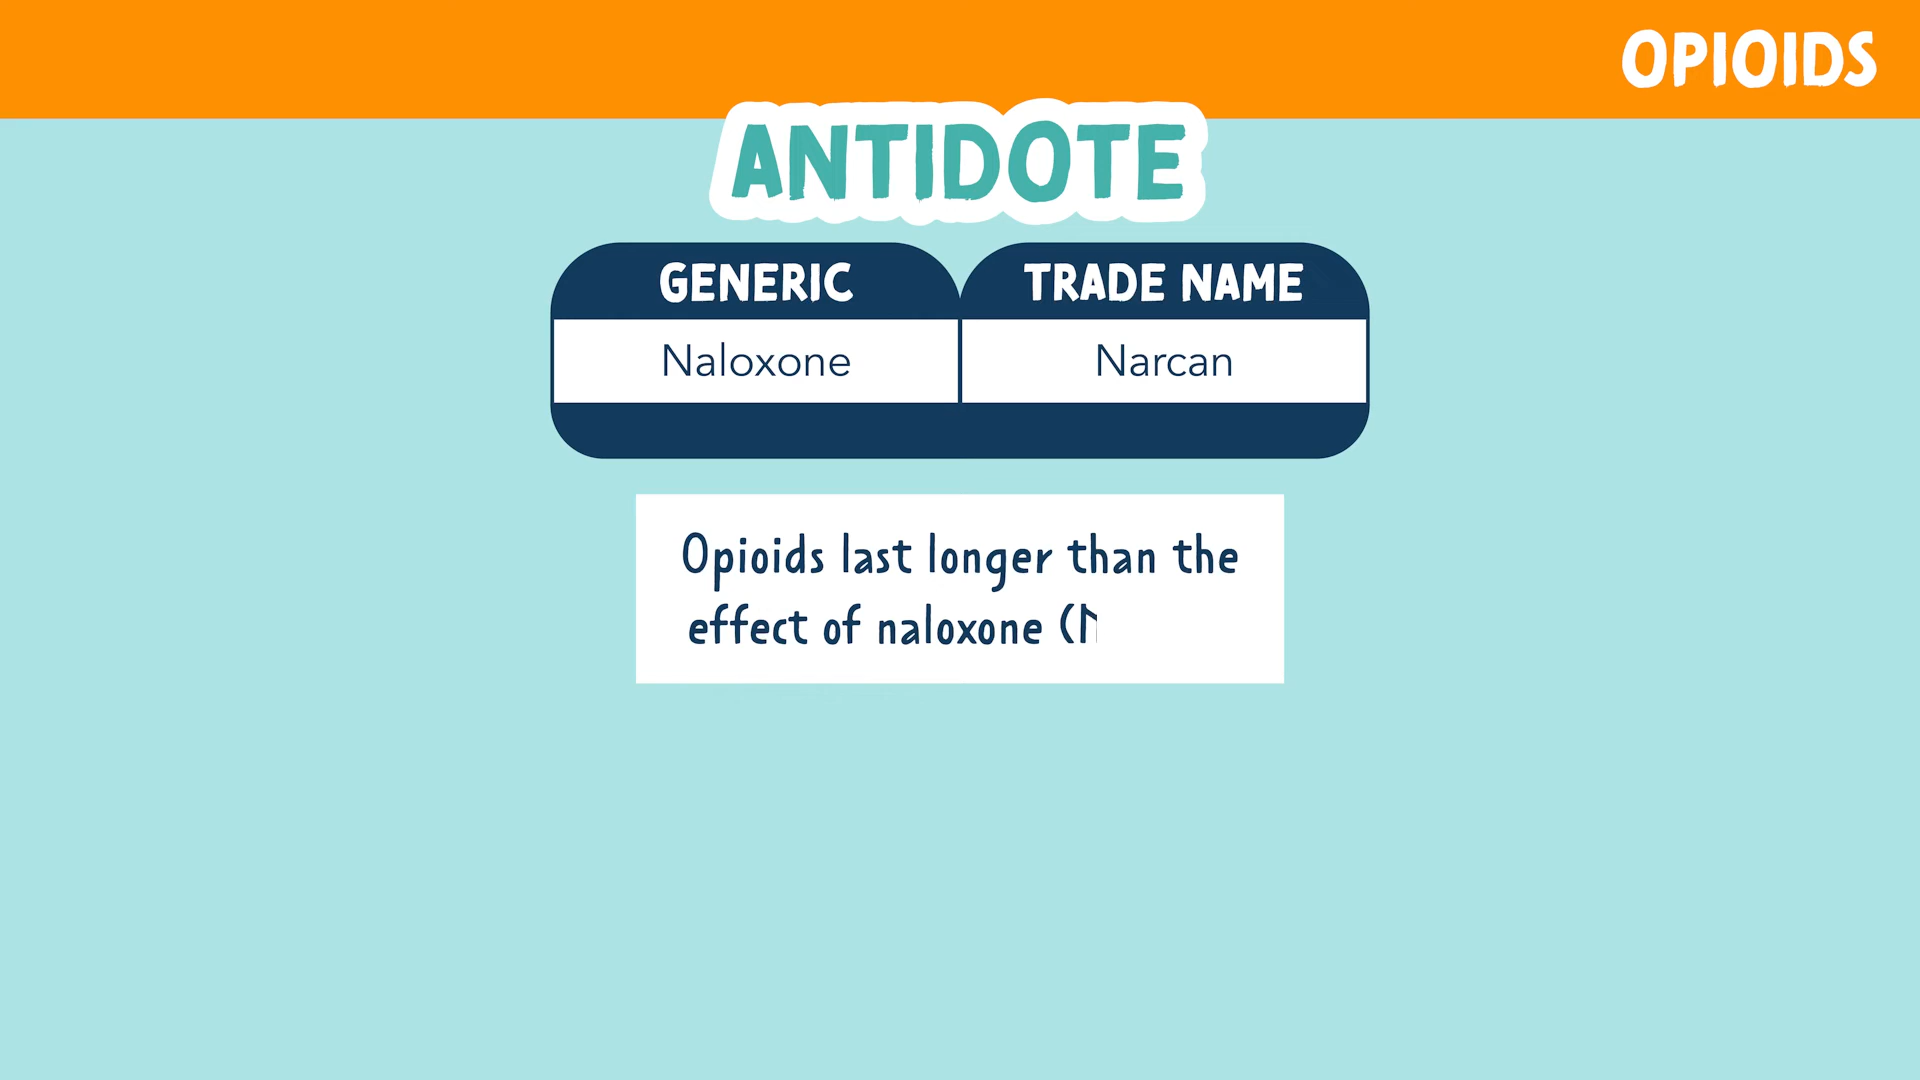 OPIOIDS
ANTIDOTE
GENERIC TRADE NAME
Naloxone Narcan
Opioids last longer than the
effect of naloxone (